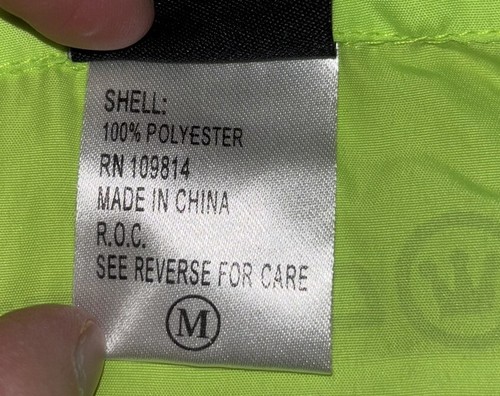 SHELL:
100% POLYESTER
RN 109814
MADE IN CHINA
R.O.C.
SEE REVERSE FOR CARE
M